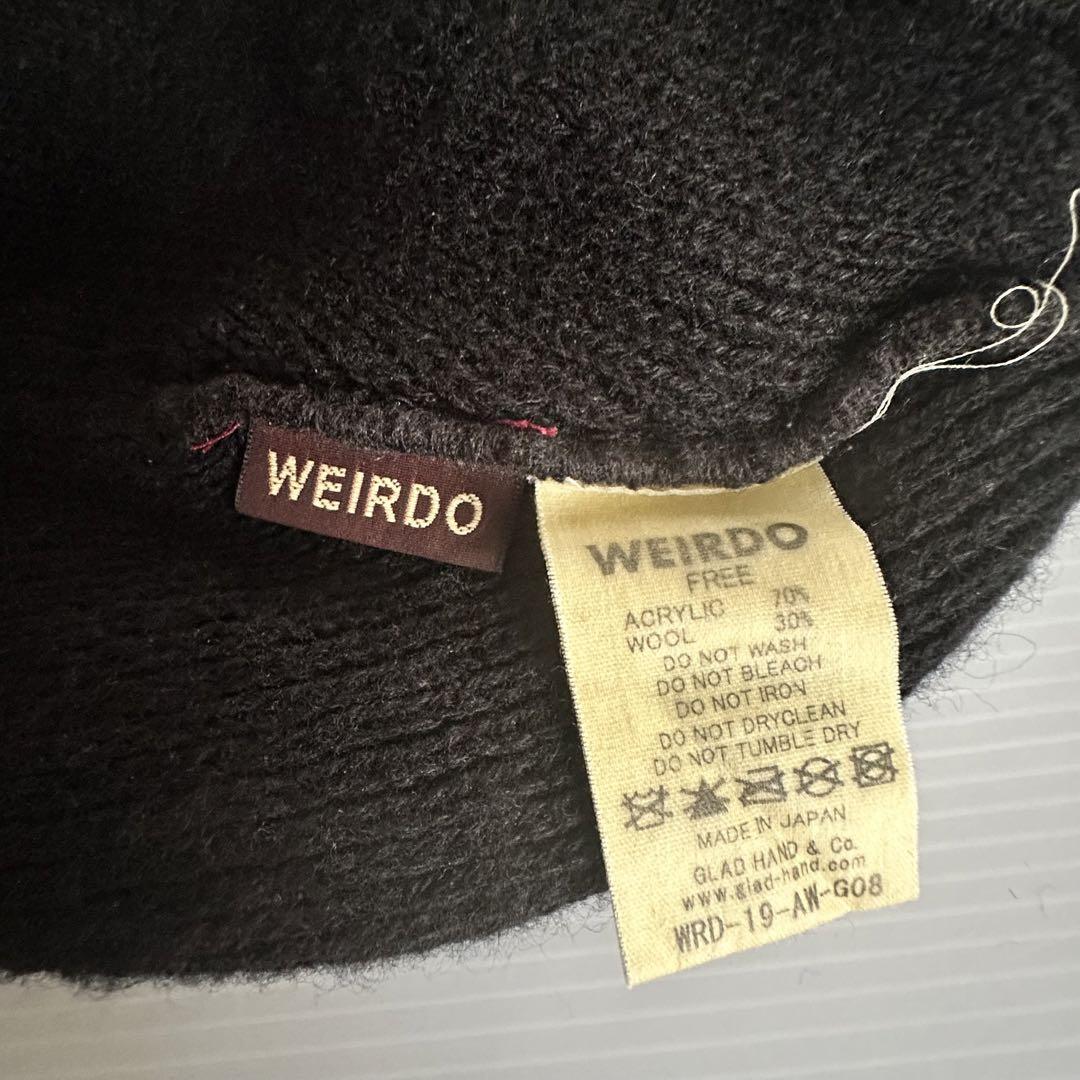 WEIRDO
WEIRDO
FREE
ACRYLIC 70%
WOOL 30%
DO NOT WASH
DO NOT BLEACH
DO NOT IRON
DO NOT DRYCLEAN
DO NOT TUMBLE DRY
MADE IN JAPAN
GLAD HAND & Co.
www.glad-hand.com
WRD-19-AW-G08